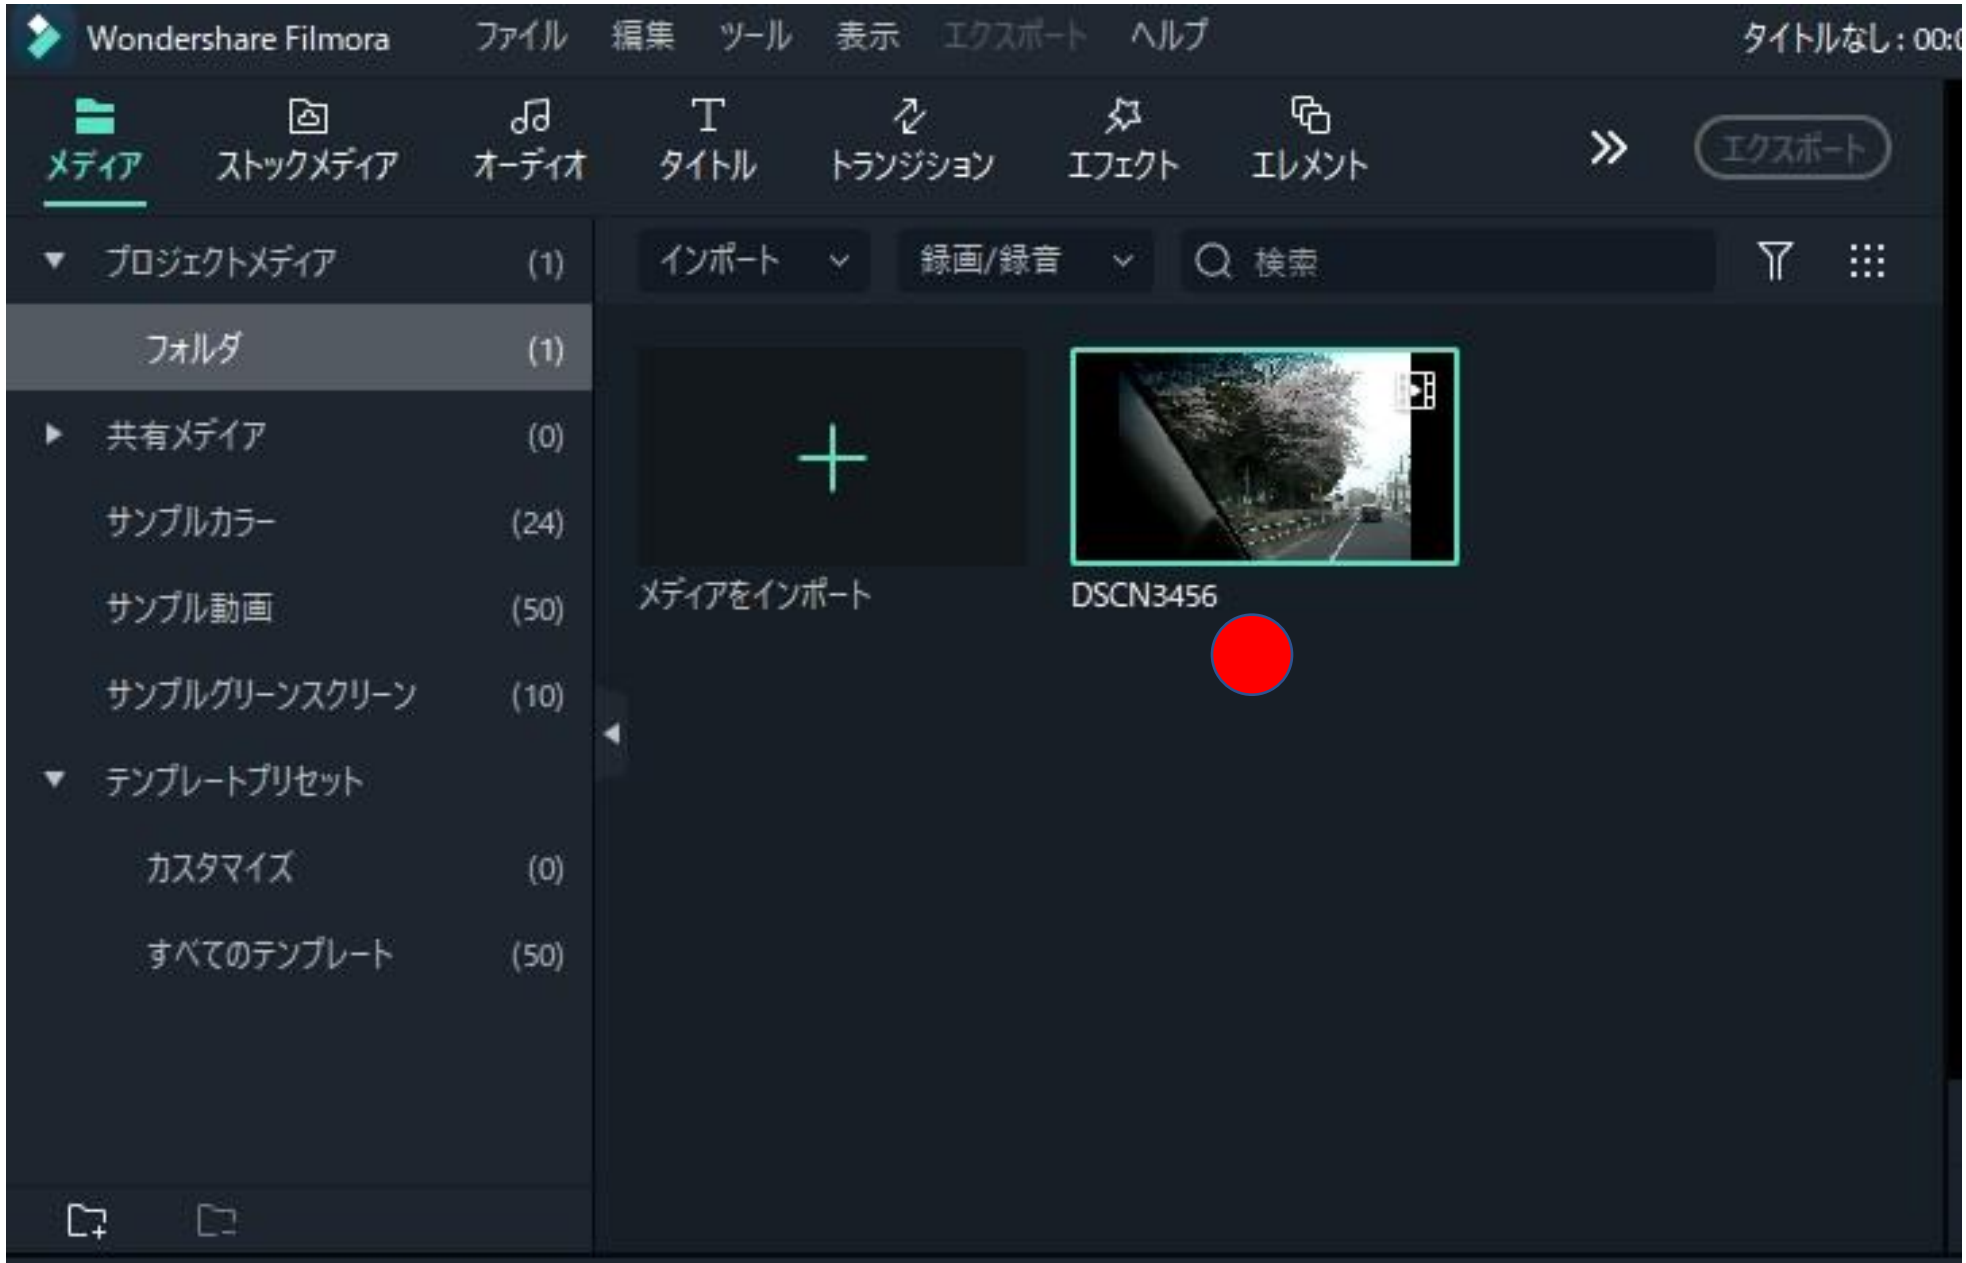 Wondershare Filmora ファイル 編集 ツール 表示 エクスポート ヘルプ タイトルなし : 00:0
メディア ストックメディア オーディオ タイトル トランジション エフェクト エレメント エクスポート
プロジェクトメディア (1) インポート 録画/録音 検索
フォルダ (1)
共有メデイア (0)
サンプルカラー (24)
メディアをインポート DSCN3456
サンプル動画 (50)
サンプルグリーンスクリーン (10)
テンプレートプリセット
カスタマイズ (0)
すべてのテンプレート (50)